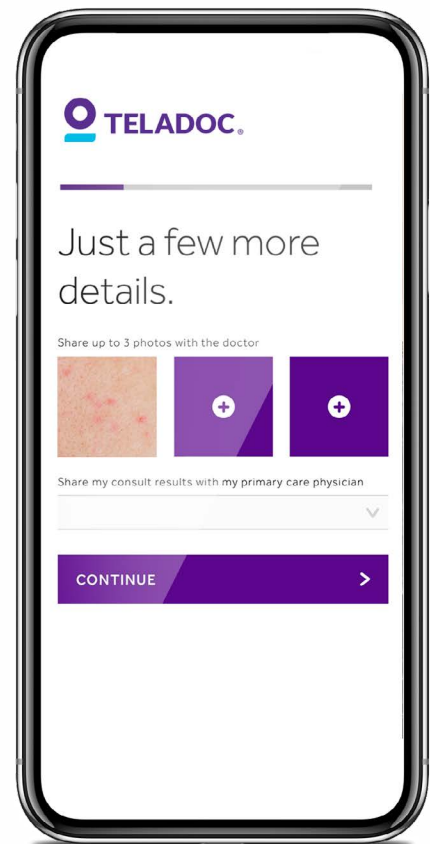 TELADOC®
Just a few more
details.
Share up to 3 photos with the doctor
Share my consult results with my primary care physician
CONTINUE